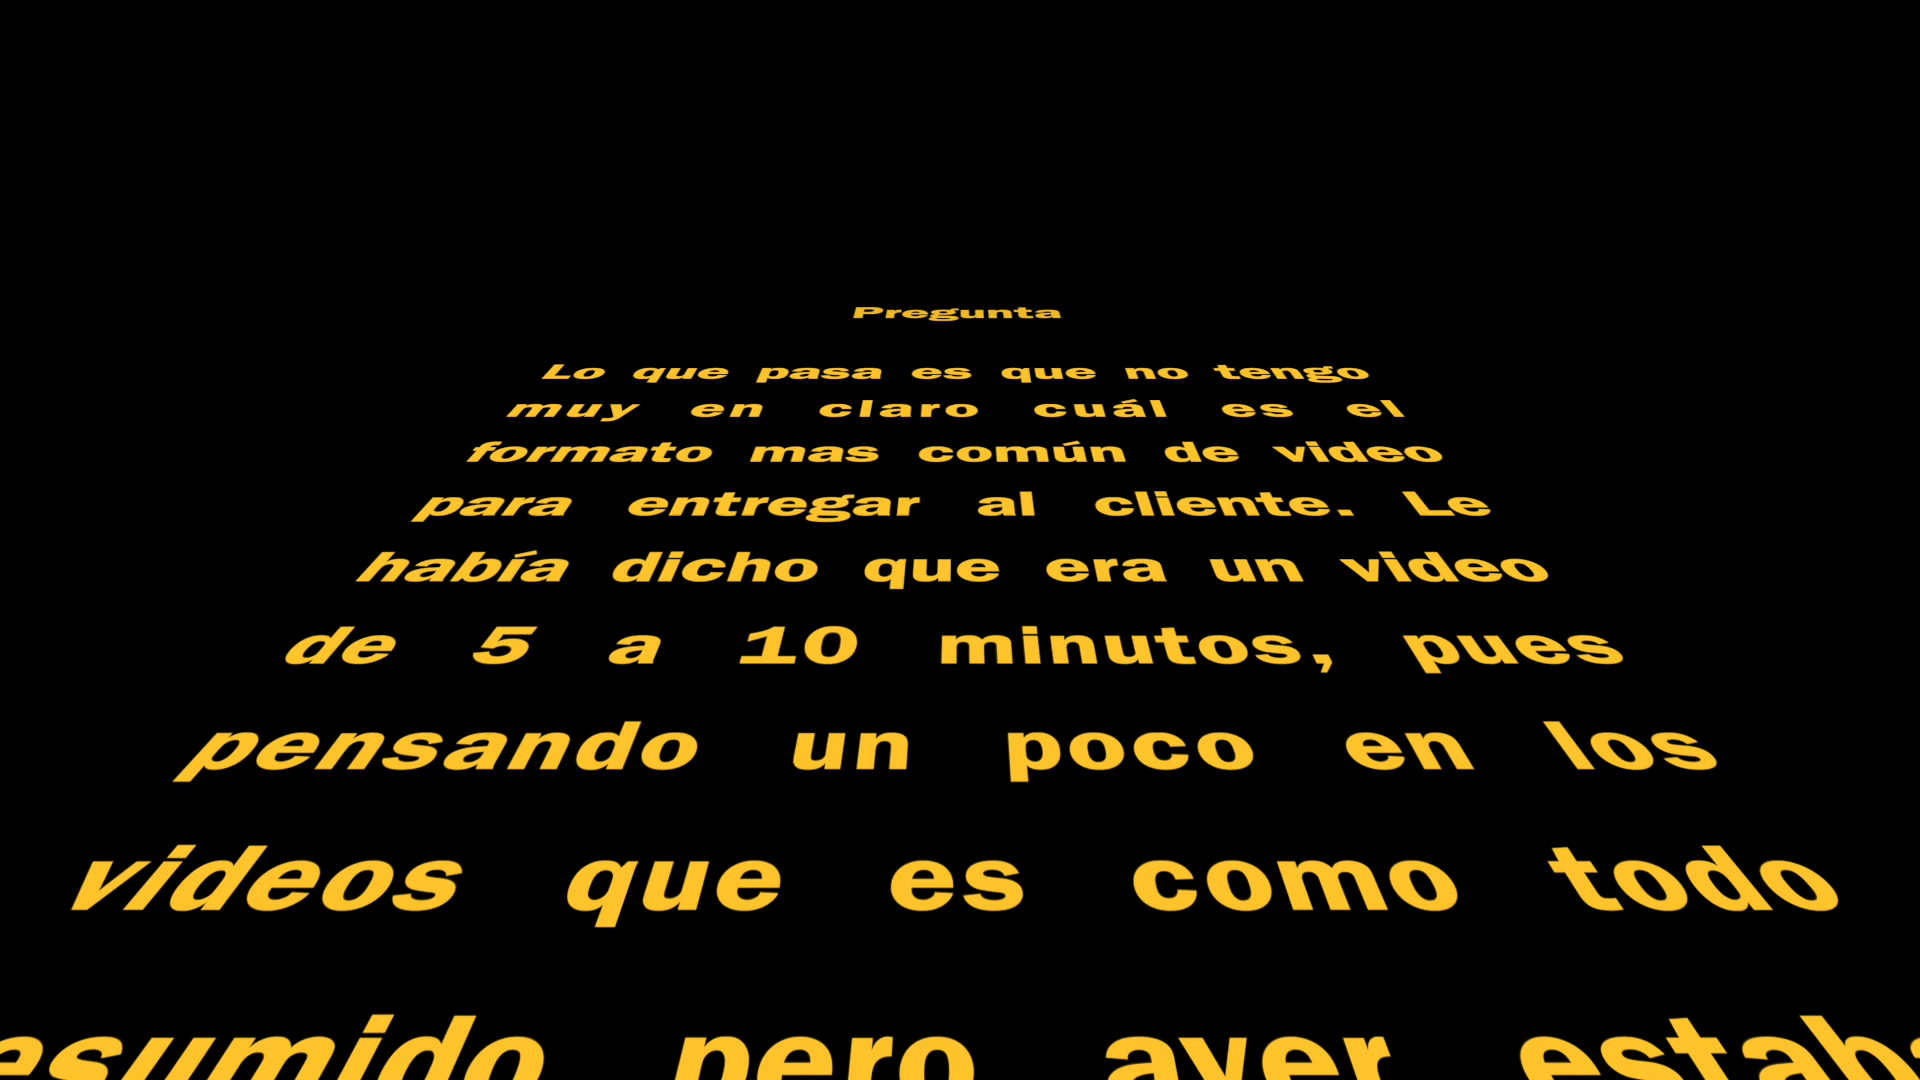 Pregunta
Lo que pasa es que no tengo
muy en claro cuál es el
formato mas común de video
para entregar al cliente. Le
había dicho que era un video
de 5 a 10 minutos, pues
pensando un poco en los
videos que es como todo
esumido pero ayer estaba